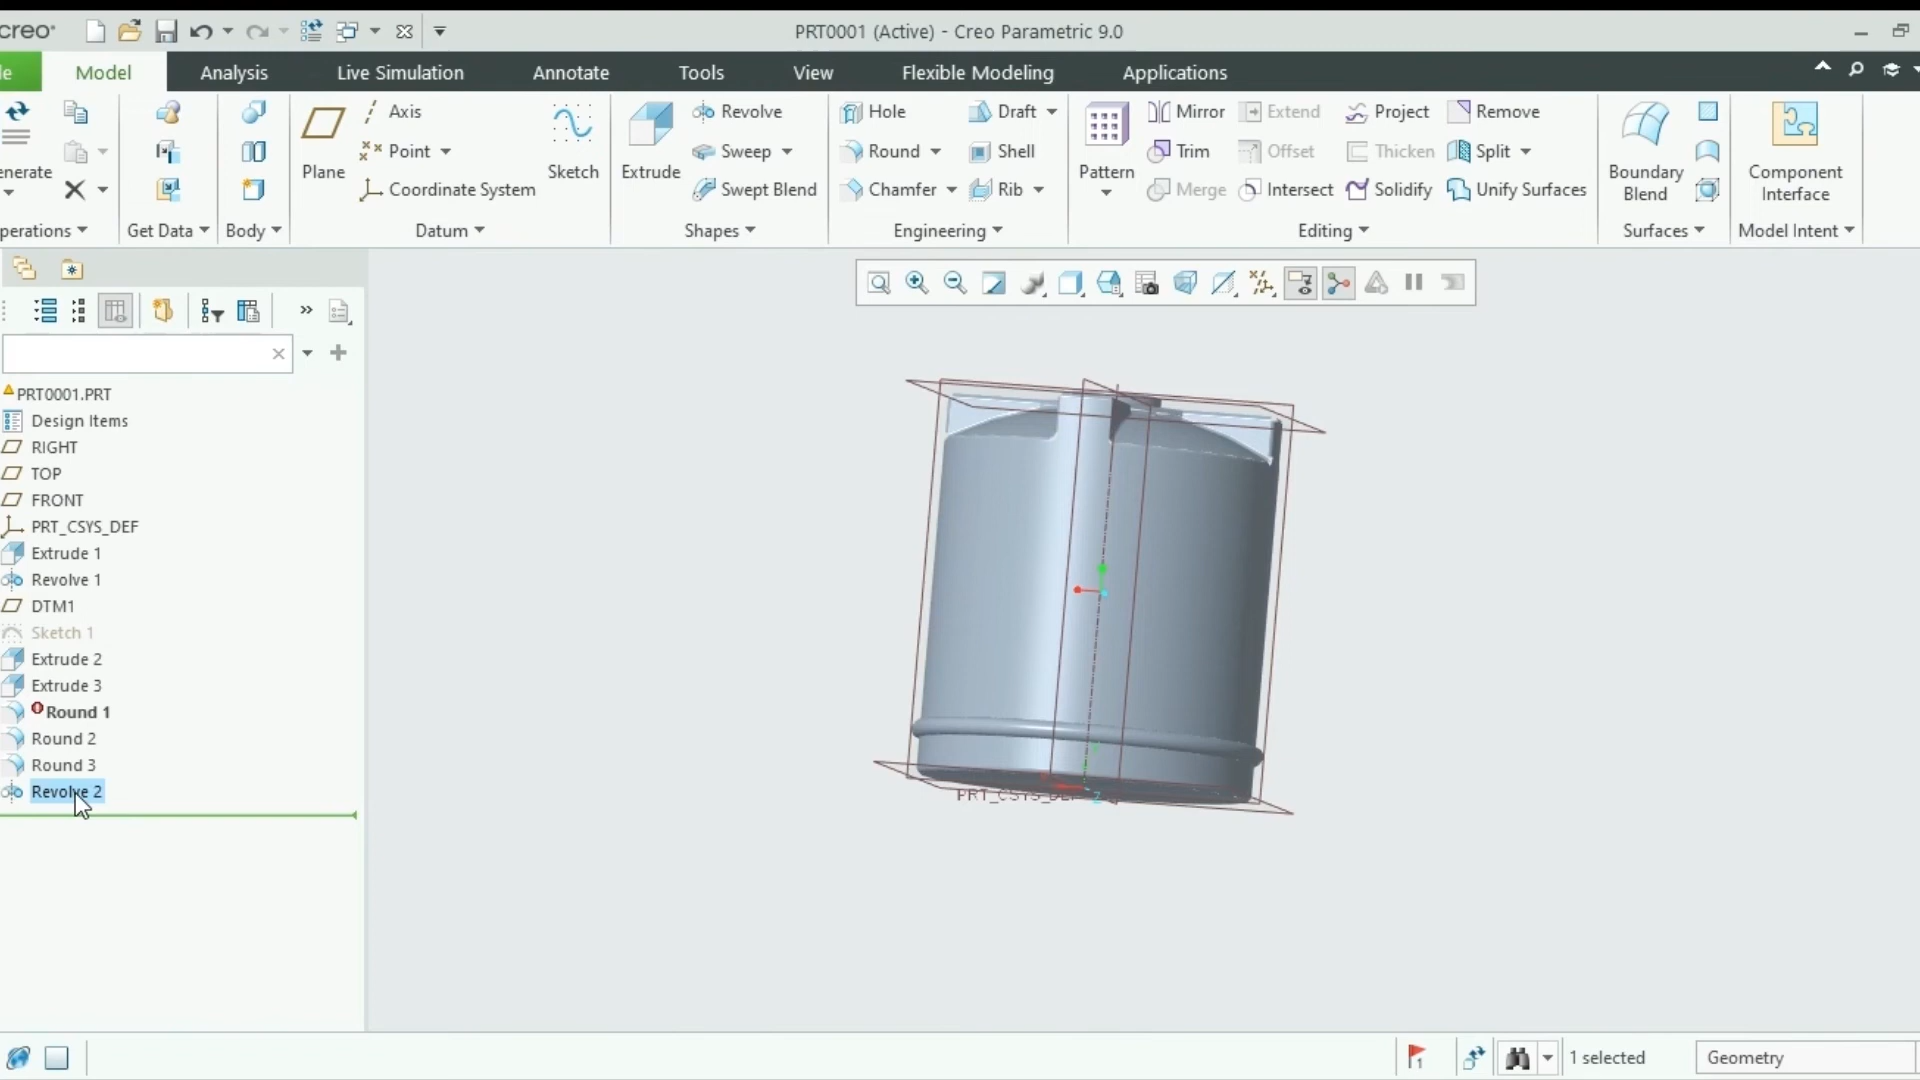 creo
PRT0001 (Active) - Creo Parametric 9.0
le
Model
Analysis
Live Simulation
Annotate
Tools
View
Flexible Modeling
Applications
enerate
perations
Get Data
Body
Plane
Axis
Point
Coordinate System
Sketch
Datum
Extrude
Revolve
Sweep
Swept Blend
Shapes
Hole
Draft
Round
Shell
Chamfer
Rib
Engineering
Pattern
Mirror
Extend
Project
Remove
Trim
Offset
Thicken
Split
Merge
Intersect
Solidify
Unify Surfaces
Editing
Boundary
Blend
Surfaces
Component
Interface
Model Intent
PRT0001.PRT
Design Items
RIGHT
TOP
FRONT
PRT_CSYS_DEF
Extrude 1
Revolve 1
DTM1
Sketch 1
Extrude 2
Extrude 3
Round 1
Round 2
Round 3
Revolve 2
PRT_CSYS_DEF
Z
1
1 selected
Geometry